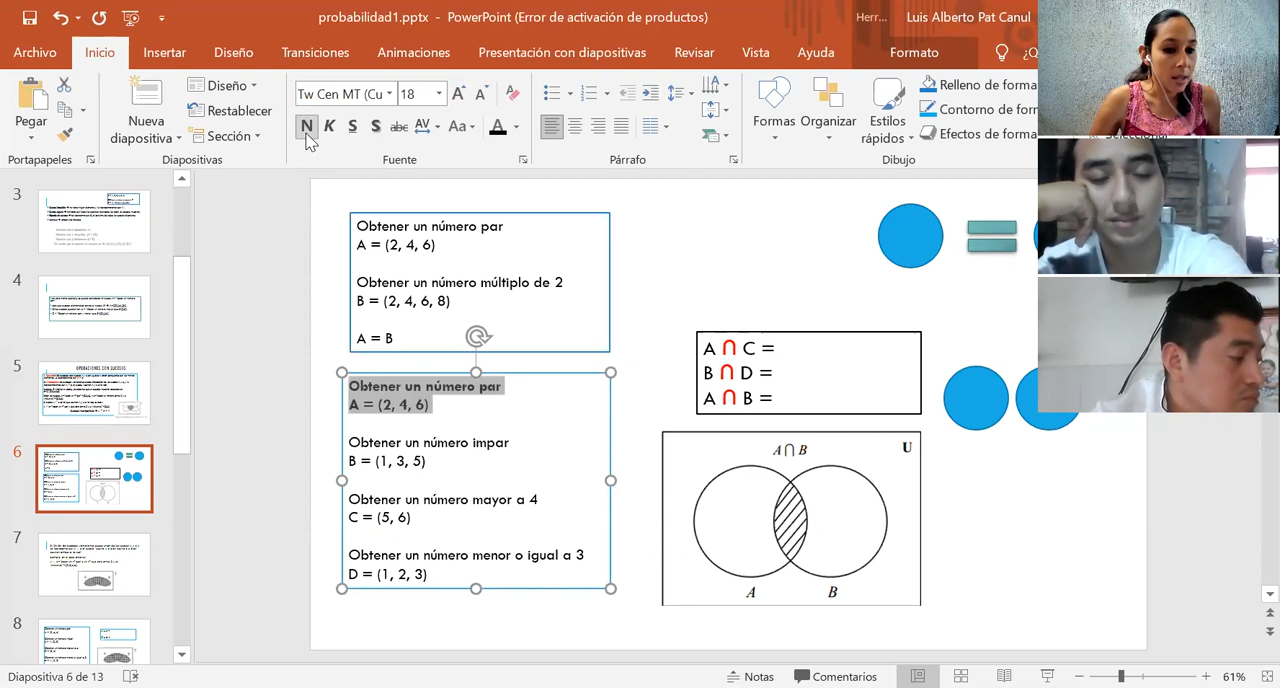 probabilidad1.pptx - PowerPoint (Error de activación de productos)
Herr...
Luis Alberto Pat Canul
Archivo
Inicio
Insertar
Diseño
Transiciones
Animaciones
Presentación con diapositivas
Revisar
Vista
Ayuda
Formato
¿Q
Pegar
Nueva
diapositiva
Diseño
Restablecer
Sección
Tw Cen MT (Cu
18
N K S S abc AV Aa A
Formas
Organizar
Estilos
rápidos
Relleno de forma
Contorno de forma
Efectos de forma
Portapapeles
Diapositivas
Fuente
Párrafo
Dibujo
3
4
5
OPERACIONES CON SUCESOS
6
7
8
Obtener un número par
A = (2, 4, 6)
Obtener un número múltiplo de 2
B = (2, 4, 6, 8)
A = B
Obtener un número par
A = (2, 4, 6)
Obtener un número impar
B = (1, 3, 5)
Obtener un número mayor a 4
C = (5, 6)
Obtener un número menor o igual a 3
D = (1, 2, 3)
A ∩ C =
B ∩ D =
A ∩ B =
A ∩ B
U
A
B
Diapositiva 6 de 13
Notas
Comentarios
61%